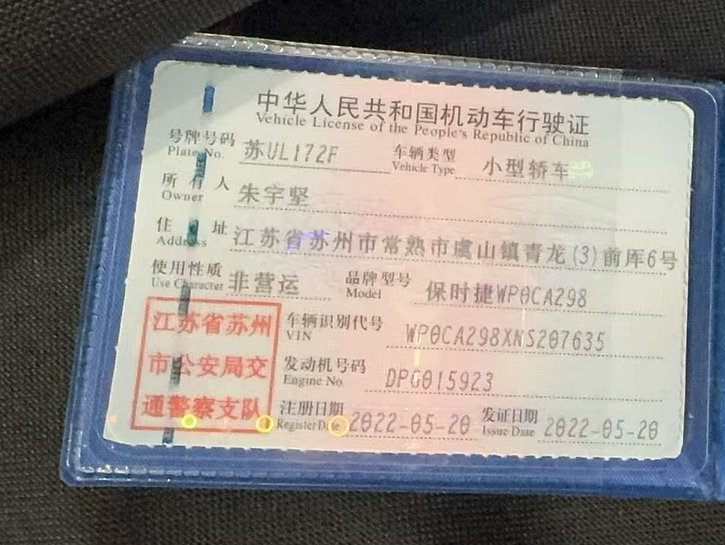 中华人民共和国机动车行驶证
Vehicle License of the People's Republic of China
号牌号码 苏UL172F 车辆类型 小型轿车
Plate No. Vehicle Type
所有人 朱宇坚
Owner
住址 江苏省苏州市常熟市虞山镇青龙(3)前厍6号
Address
使用性质 非营运 品牌型号 保时捷WP0CA298
Use Character Model
江苏省苏州 车辆识别代号 WP0CA298XNS207635
VIN
市公安局交 发动机号码 DPG015923
Engine No.
通警察支队 注册日期 2022-05-20 发证日期 2022-05-20
Register Date Issue Date